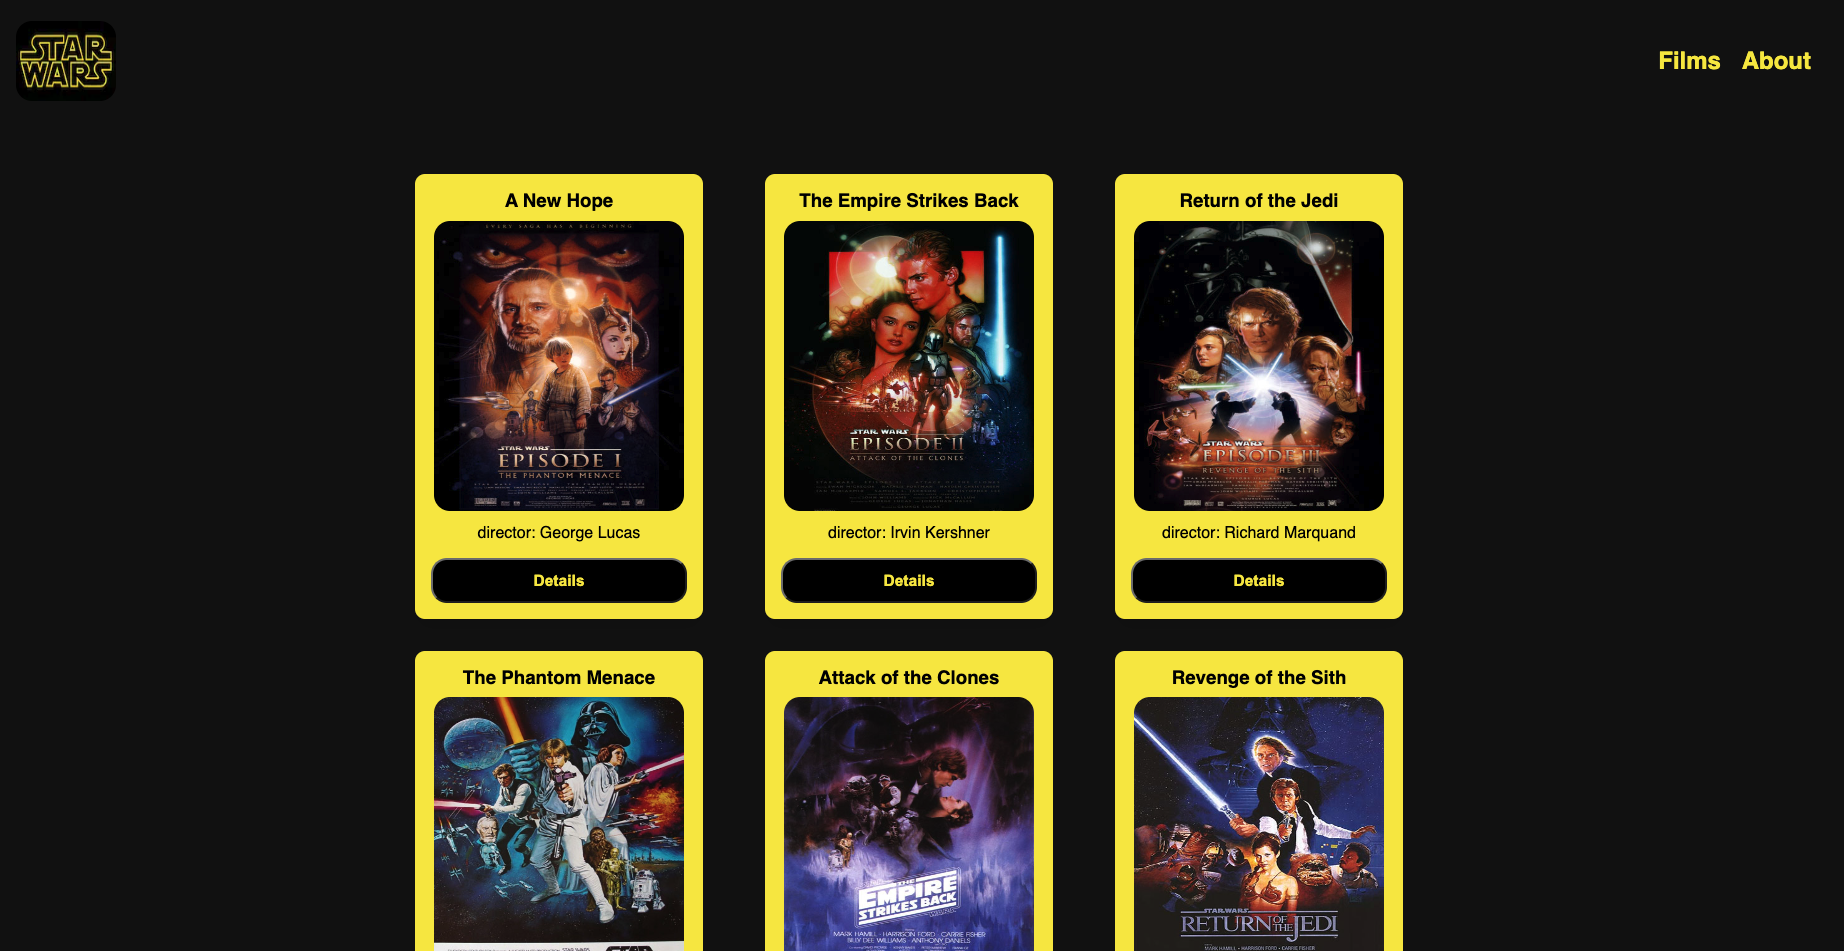 STAR
WARS
Films About
A New Hope
The Empire Strikes Back
Return of the Jedi
EVERY SAGA HAS A BEGINNING
STAR WARS
EPISODE I
THE PHANTOM MENACE
STAR WARS
EPISODE II
ATTACK OF THE CLONES
STAR WARS
EPISODE III
REVENGE OF THE SITH
director: George Lucas
director: Irvin Kershner
director: Richard Marquand
Details
Details
Details
The Phantom Menace
Attack of the Clones
Revenge of the Sith
THE
EMPIRE
STRIKES BACK
MARK HAMILL · HARRISON FORD · CARRIE FISHER
BILLY DEE WILLIAMS ANTHONY DANIELS
STAR WARS
RETURN OF THE JEDI
MARK HAMILL · HARRISON FORD · CARRIE FISHER
STAR